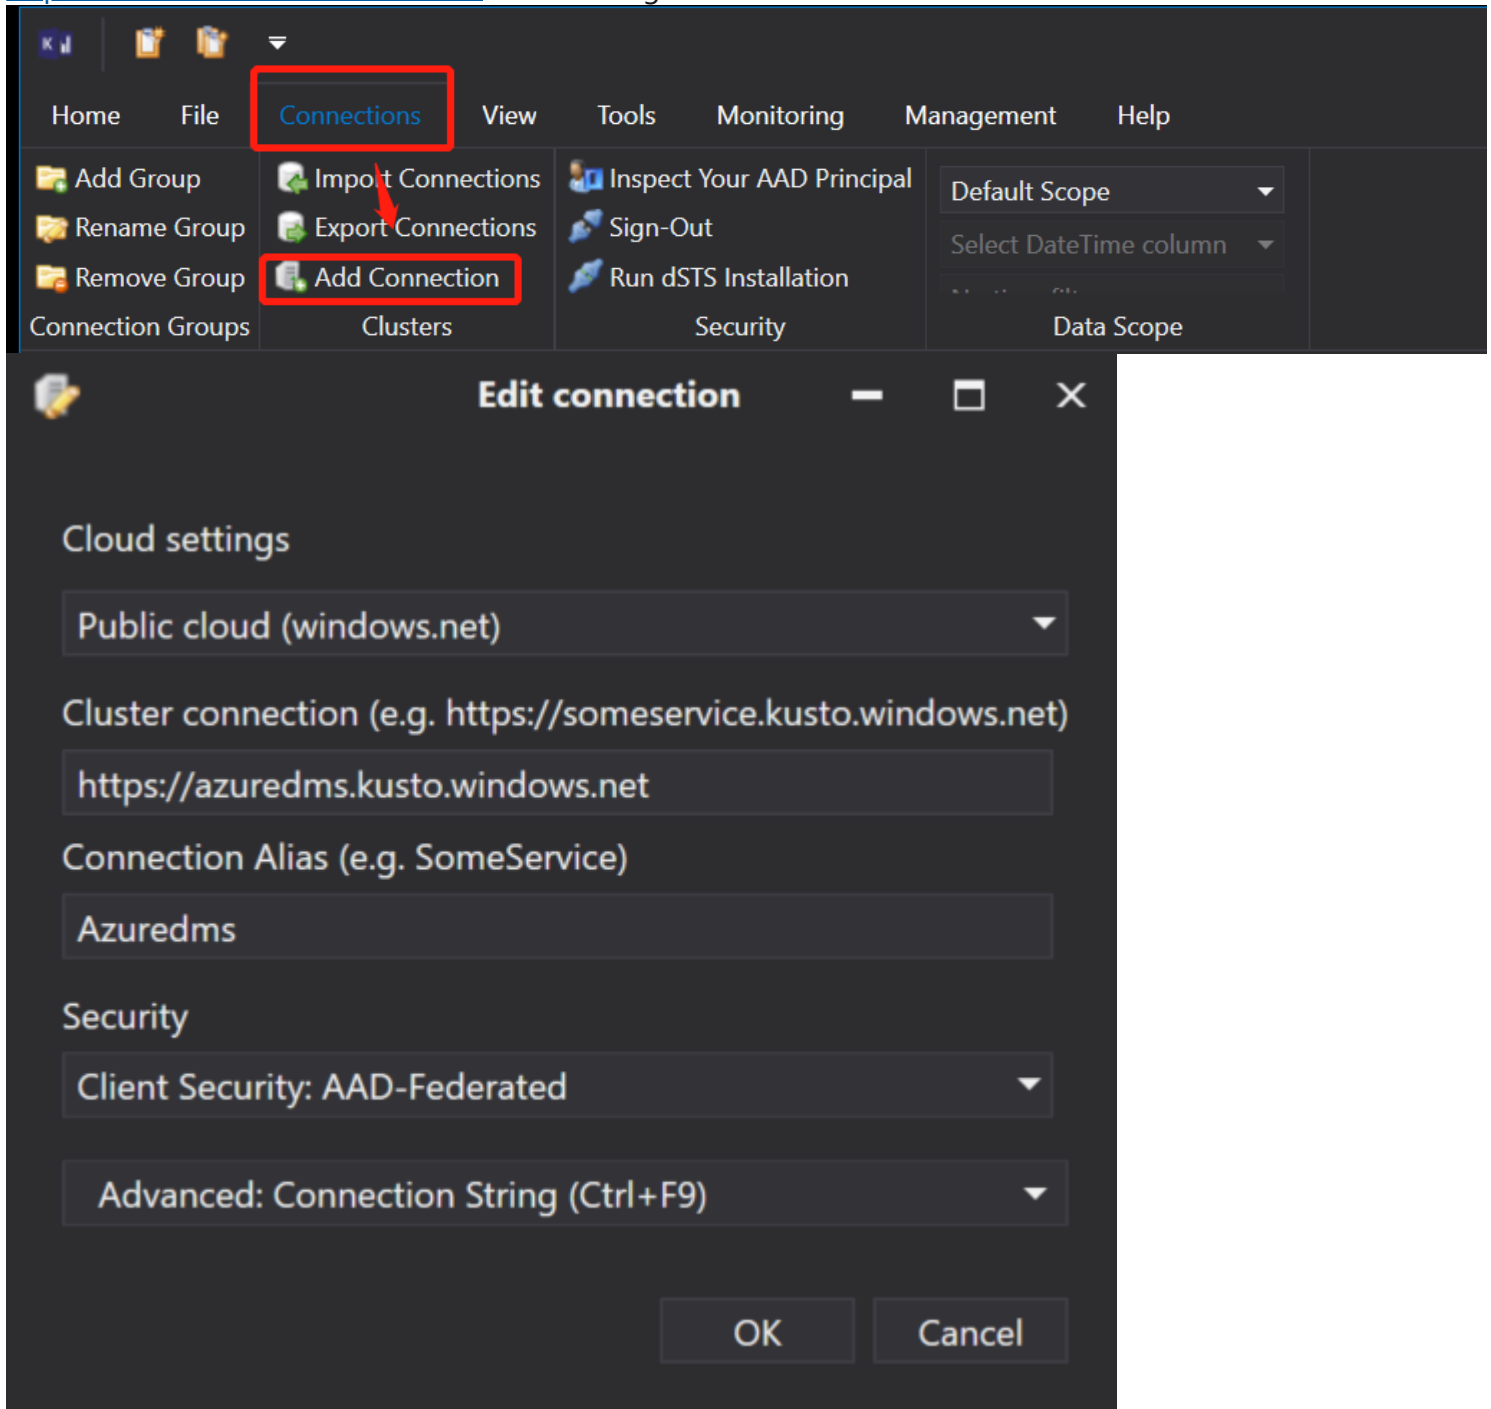 Home File Connections View Tools Monitoring Management Help
Add Group Import Connections Inspect Your AAD Principal Default Scope
Rename Group Export Connections Sign-Out Select DateTime column
Remove Group Add Connection Run dSTS Installation
Connection Groups Clusters Security Data Scope
Edit connection
Cloud settings
Public cloud (windows.net)
Cluster connection (e.g. https://someservice.kusto.windows.net)
https://azuredms.kusto.windows.net
Connection Alias (e.g. SomeService)
Azuredms
Security
Client Security: AAD-Federated
Advanced: Connection String (Ctrl+F9)
OK Cancel